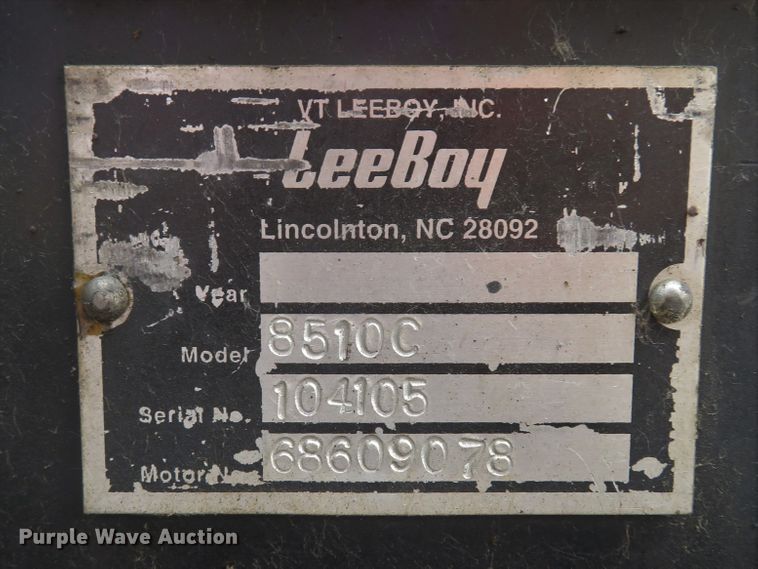 VT LEEBOY, INC.
LeeBoy
Lincolnton, NC 28092
Year
Model 8510C
Serial No. 104105
Motor No. 68609078
Purple Wave Auction®